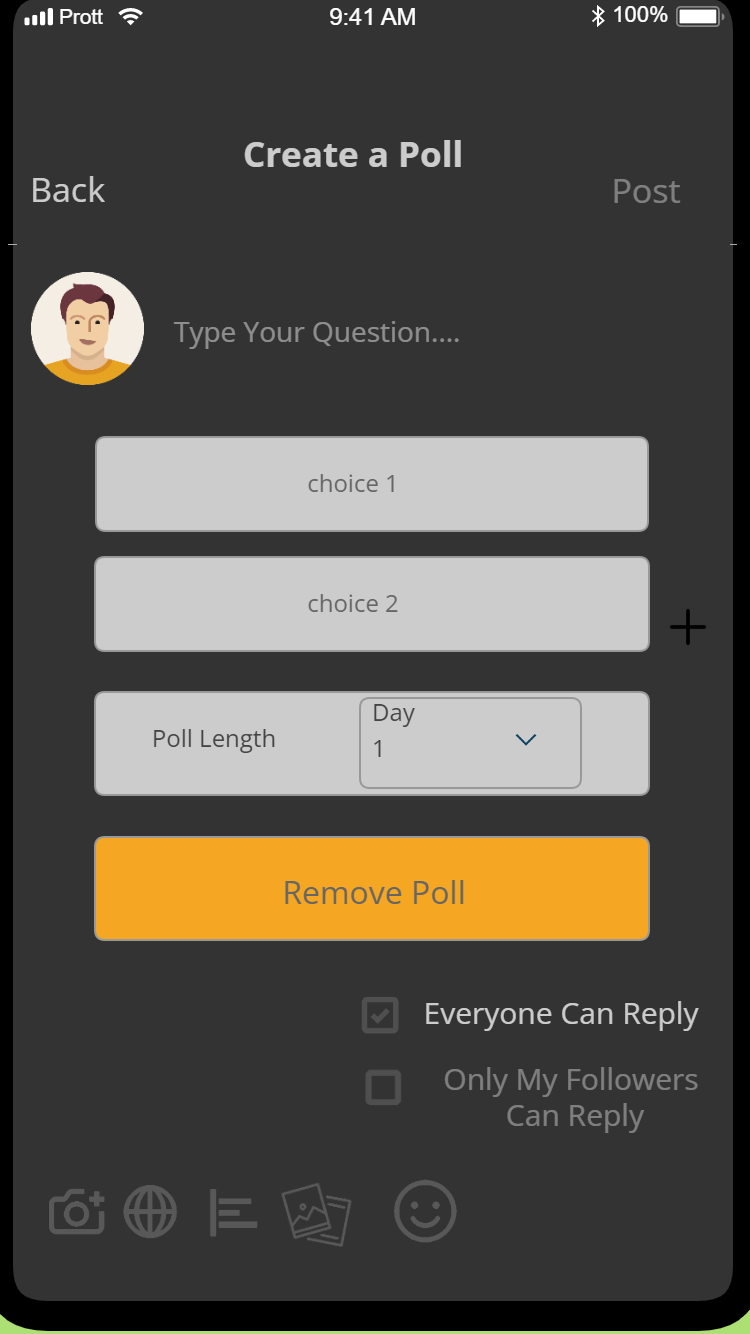 Prott 9:41 AM 100%
Create a Poll
Back Post
Type Your Question....
choice 1
choice 2
Day
Poll Length
1
Remove Poll
Everyone Can Reply
Only My Followers
Can Reply